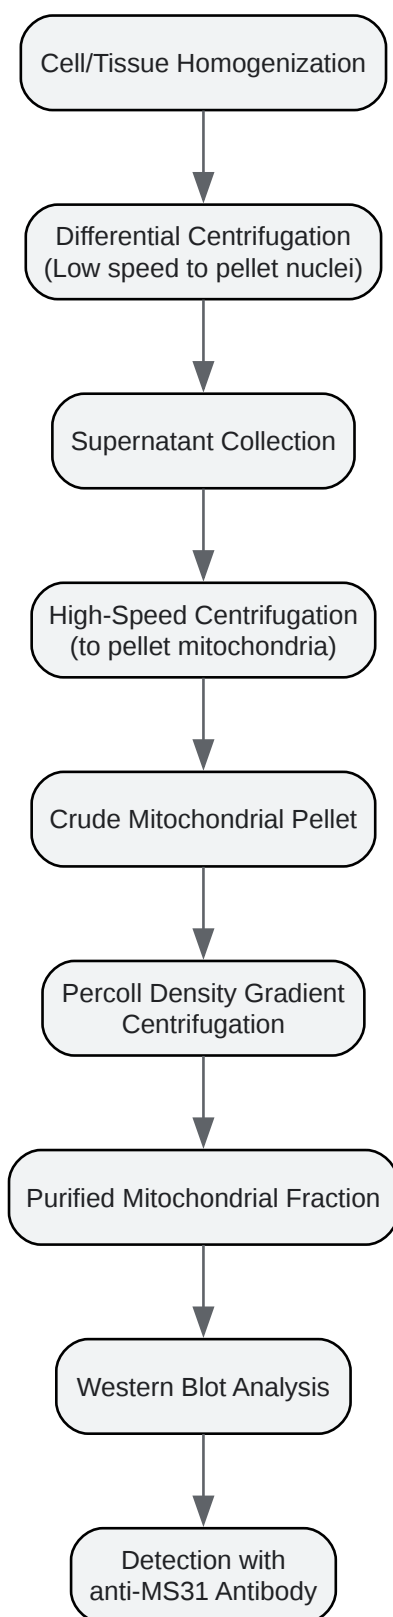 Cell/Tissue Homogenization
Differential Centrifugation
(Low speed to pellet nuclei)
Supernatant Collection
High-Speed Centrifugation
(to pellet mitochondria)
Crude Mitochondrial Pellet
Percoll Density Gradient
Centrifugation
Purified Mitochondrial Fraction
Western Blot Analysis
Detection with
anti-MS31 Antibody